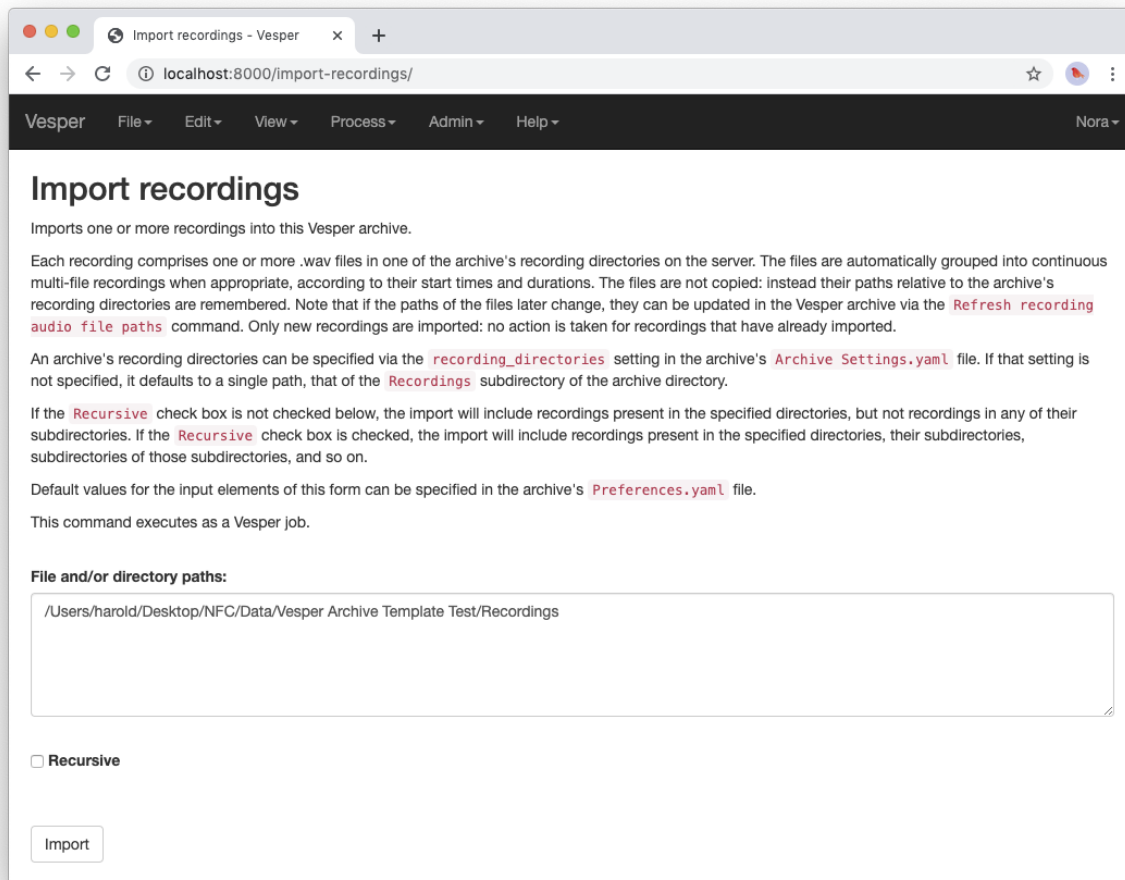 Import recordings - Vesper
localhost:8000/import-recordings/
Vesper File Edit View Process Admin Help Nora
Import recordings
Imports one or more recordings into this Vesper archive.
Each recording comprises one or more .wav files in one of the archive's recording directories on the server. The files are automatically grouped into continuous
multi-file recordings when appropriate, according to their start times and durations. The files are not copied: instead their paths relative to the archive's
recording directories are remembered. Note that if the paths of the files later change, they can be updated in the Vesper archive via the Refresh recording
audio file paths command. Only new recordings are imported: no action is taken for recordings that have already imported.
An archive's recording directories can be specified via the recording_directories setting in the archive's Archive Settings.yaml file. If that setting is
not specified, it defaults to a single path, that of the Recordings subdirectory of the archive directory.
If the Recursive check box is not checked below, the import will include recordings present in the specified directories, but not recordings in any of their
subdirectories. If the Recursive check box is checked, the import will include recordings present in the specified directories, their subdirectories,
subdirectories of those subdirectories, and so on.
Default values for the input elements of this form can be specified in the archive's Preferences.yaml file.
This command executes as a Vesper job.
File and/or directory paths:
/Users/harold/Desktop/NFC/Data/Vesper Archive Template Test/Recordings
Recursive
Import